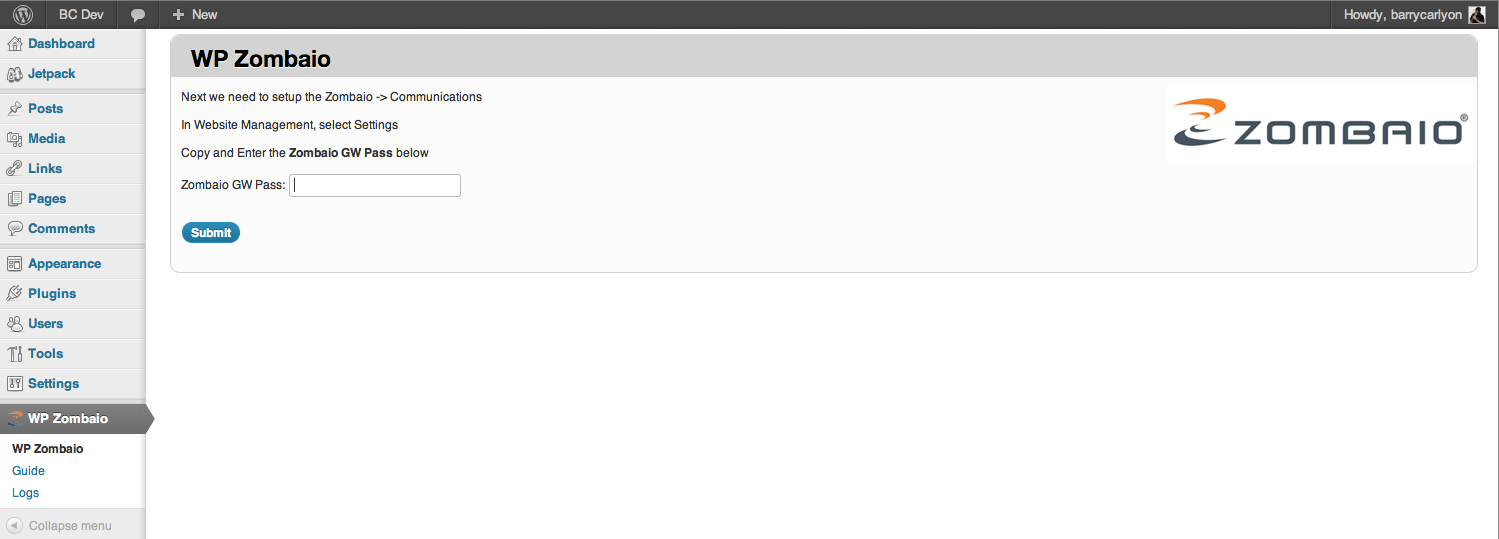 BC Dev
New
Howdy, barrycarlyon
Dashboard
Jetpack
Posts
Media
Links
Pages
Comments
Appearance
Plugins
Users
Tools
Settings
WP Zombaio
WP Zombaio
Guide
Logs
Collapse menu
WP Zombaio
Next we need to setup the Zombaio -> Communications
In Website Management, select Settings
Copy and Enter the Zombaio GW Pass below
Zombaio GW Pass:
Submit
ZOMBAIO®